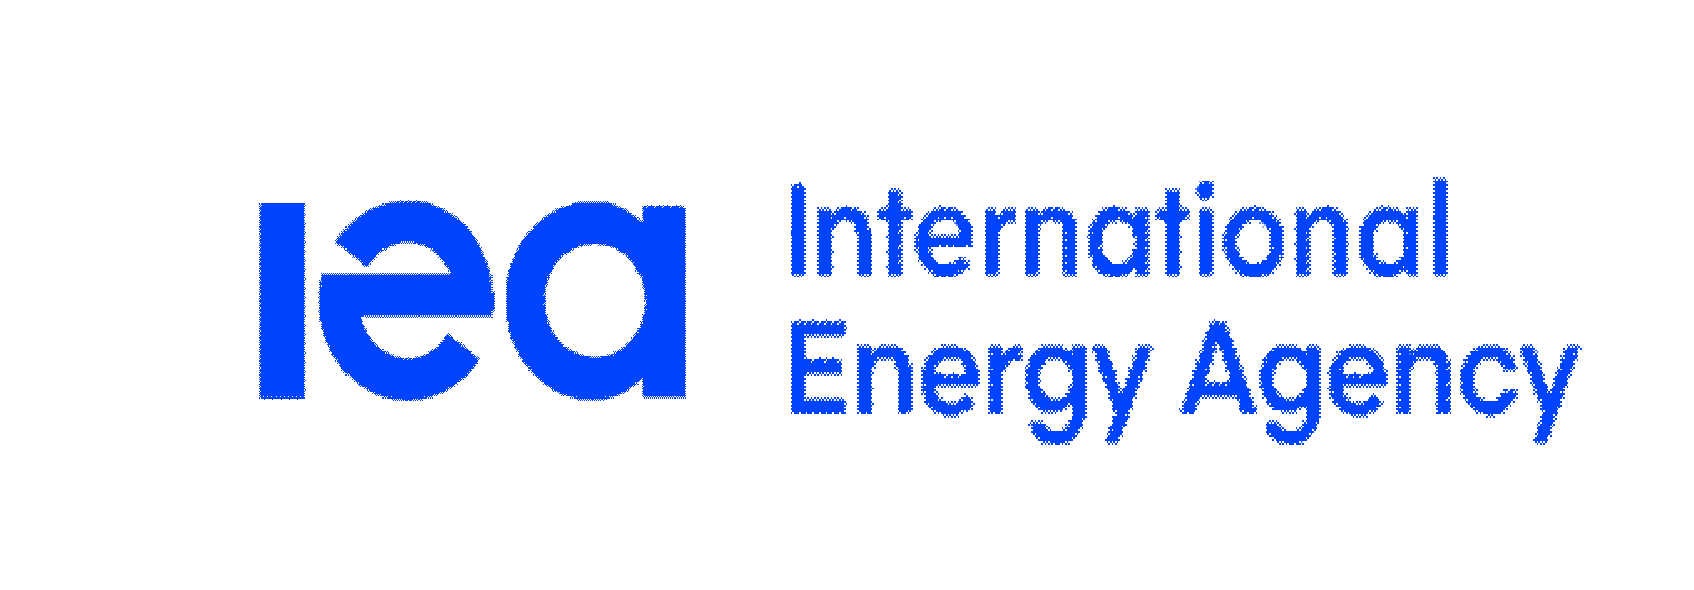 iea
International
Energy Agency